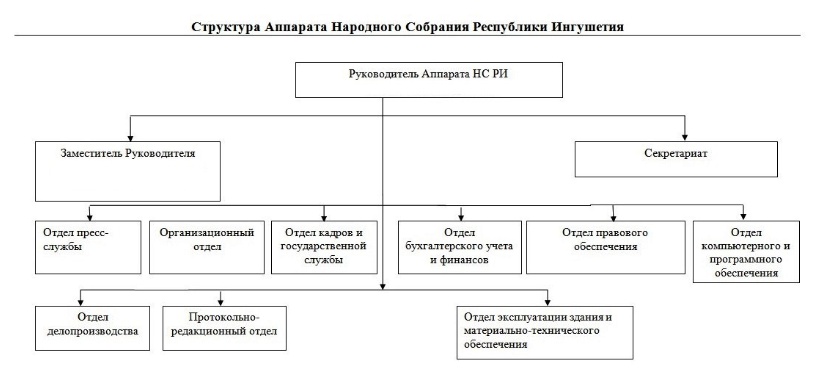 Структура Аппарата Народного Собрания Республики Ингушетия
Руководитель Аппарата НС РИ
Заместитель Руководителя
Секретариат
Отдел пресс-
службы
Организационный
отдел
Отдел кадров и
государственной
службы
Отдел
бухгалтерского учета
и финансов
Отдел правового
обеспечения
Отдел
компьютерного и
программного
обеспечения
Отдел
делопроизводства
Протокольно-
редакционный отдел
Отдел эксплуатации здания и
материально-технического
обеспечения